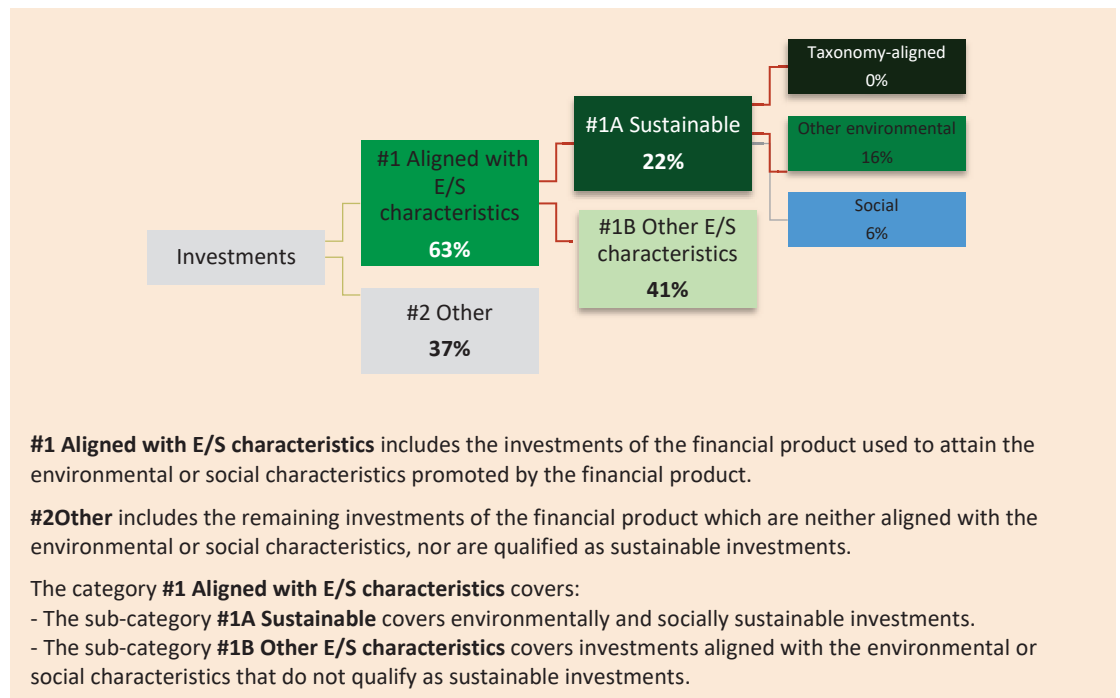 Investments
#1 Aligned with
E/S
characteristics
63%
#2 Other
37%
#1A Sustainable
22%
#1B Other E/S
characteristics
41%
Taxonomy-aligned
0%
Other environmental
16%
Social
6%
#1 Aligned with E/S characteristics includes the investments of the financial product used to attain the
environmental or social characteristics promoted by the financial product.
#2Other includes the remaining investments of the financial product which are neither aligned with the
environmental or social characteristics, nor are qualified as sustainable investments.
The category #1 Aligned with E/S characteristics covers:
- The sub-category #1A Sustainable covers environmentally and socially sustainable investments.
- The sub-category #1B Other E/S characteristics covers investments aligned with the environmental or
social characteristics that do not qualify as sustainable investments.